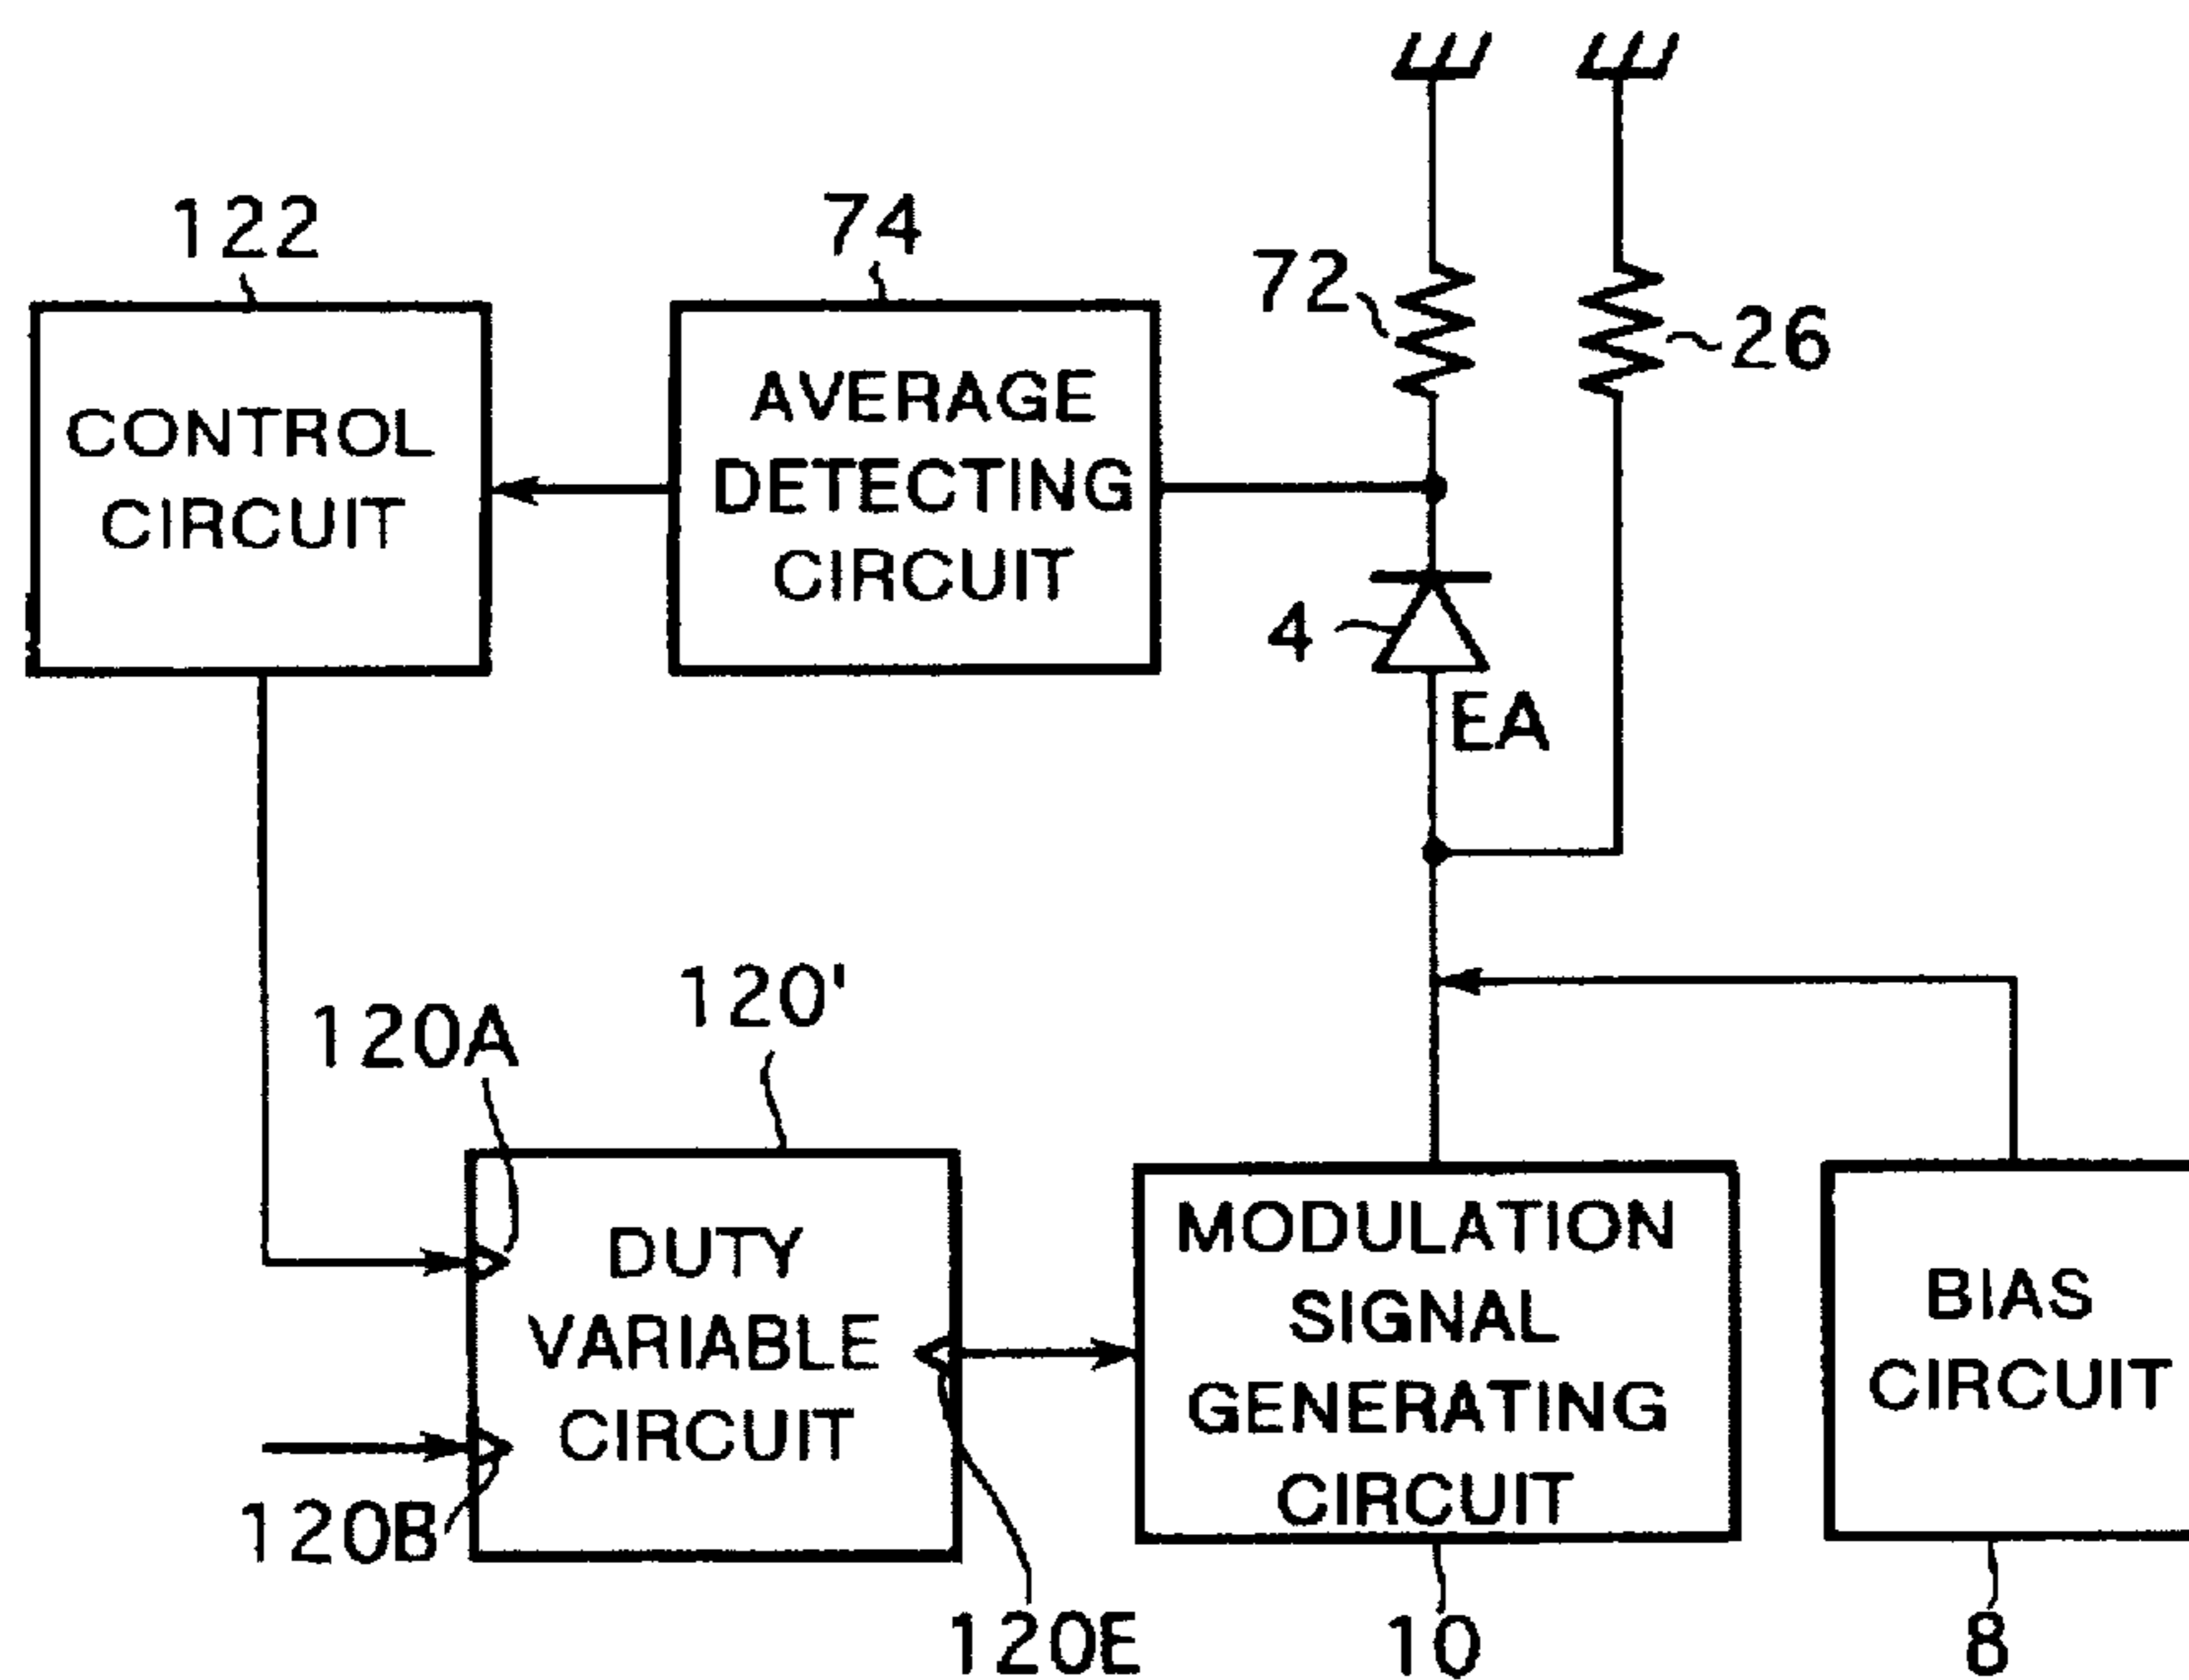 122
74
72
26
CONTROL
CIRCUIT
AVERAGE
DETECTING
CIRCUIT
4
EA
120A
120'
DUTY
VARIABLE
CIRCUIT
MODULATION
SIGNAL
GENERATING
CIRCUIT
BIAS
CIRCUIT
120B
120E
10
8